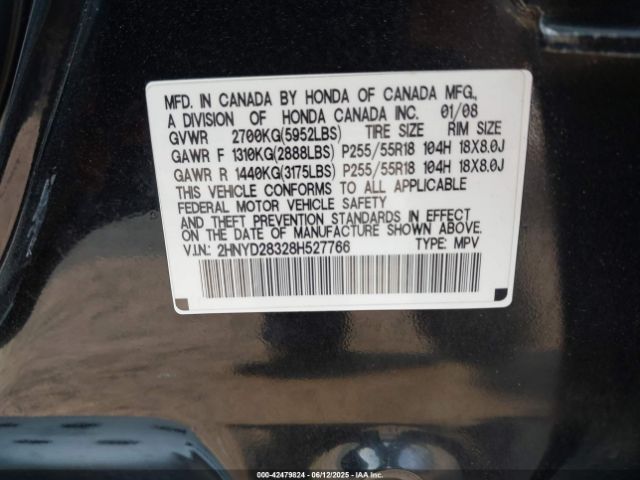 MFD. IN CANADA BY HONDA OF CANADA MFG.,
A DIVISION OF HONDA CANADA INC. 01/08
GVWR 2700KG(5952LBS) TIRE SIZE RIM SIZE
GAWR F 1310KG(2888LBS) P255/55R18 104H 18X8.0J
GAWR R 1440KG(3175LBS) P255/55R18 104H 18X8.0J
THIS VEHICLE CONFORMS TO ALL APPLICABLE
FEDERAL MOTOR VEHICLE SAFETY
AND THEFT PREVENTION STANDARDS IN EFFECT
ON THE DATE OF MANUFACTURE SHOWN ABOVE.
V.I.N.: 2HNYD28328H527766 TYPE: MPV
000-42479824 - 06/12/2025 - IAAI.COM